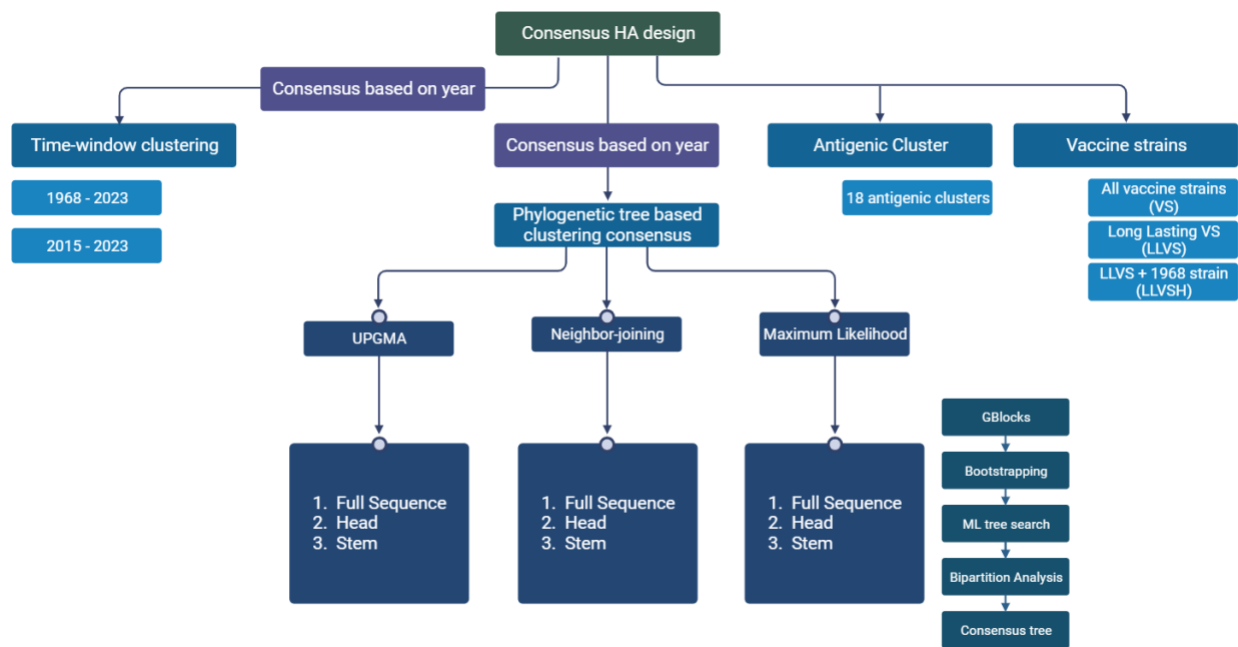 Consensus HA design
Consensus based on year
Time-window clustering
1968 - 2023
2015 - 2023
Consensus based on year
Phylogenetic tree based
clustering consensus
Antigenic Cluster
18 antigenic clusters
Vaccine strains
All vaccine strains
(VS)
Long Lasting VS
(LLVS)
LLVS + 1968 strain
(LLVSH)
UPGMA
Neighbor-joining
Maximum Likelihood
1. Full Sequence
2. Head
3. Stem
1. Full Sequence
2. Head
3. Stem
1. Full Sequence
2. Head
3. Stem
GBlocks
Bootstrapping
ML tree search
Bipartition Analysis
Consensus tree